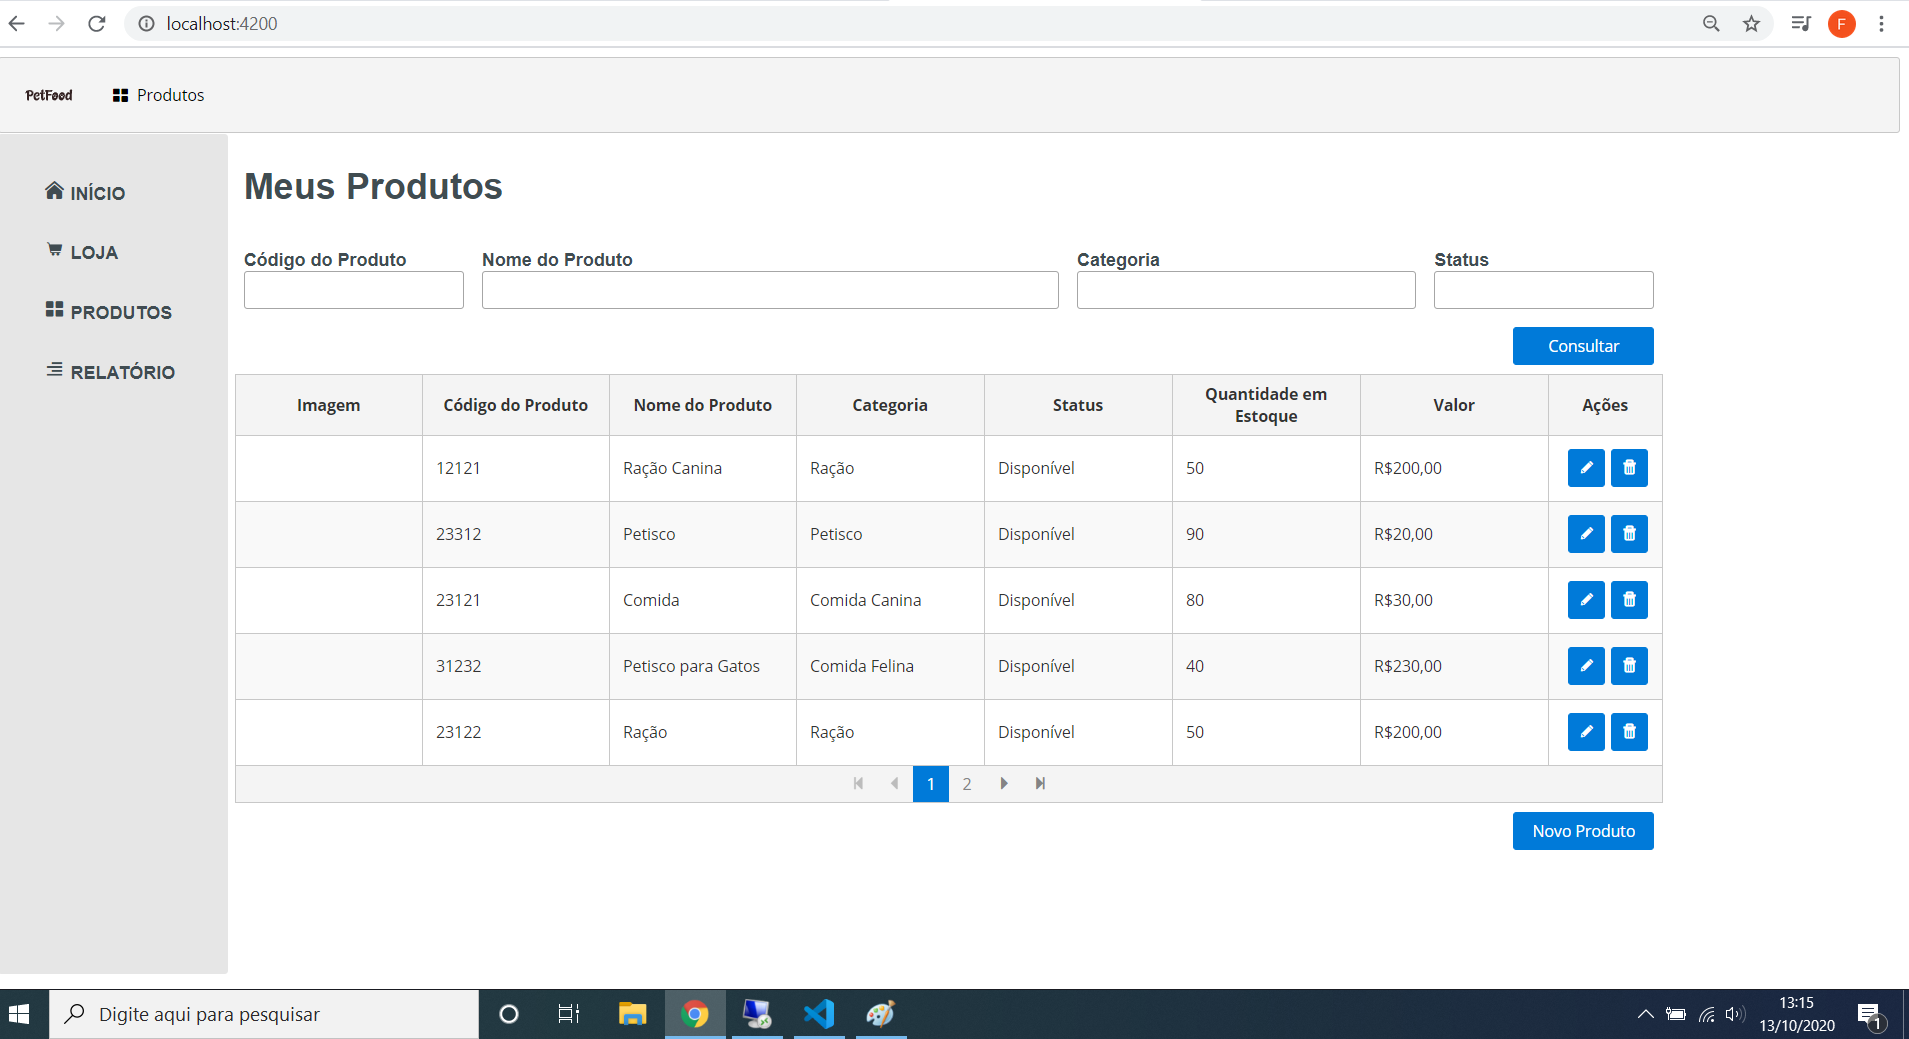 localhost:4200
F
PetFood
Produtos
INÍCIO
LOJA
PRODUTOS
RELATÓRIO
Meus Produtos
Código do Produto Nome do Produto Categoria Status
Consultar
Imagem Código do Produto Nome do Produto Categoria Status Quantidade em Estoque Valor Ações
12121 Ração Canina Ração Disponível 50 R$200,00
23312 Petisco Petisco Disponível 90 R$20,00
23121 Comida Comida Canina Disponível 80 R$30,00
31232 Petisco para Gatos Comida Felina Disponível 40 R$230,00
23122 Ração Ração Disponível 50 R$200,00
1 2
Novo Produto
Digite aqui para pesquisar
13:15
13/10/2020
1